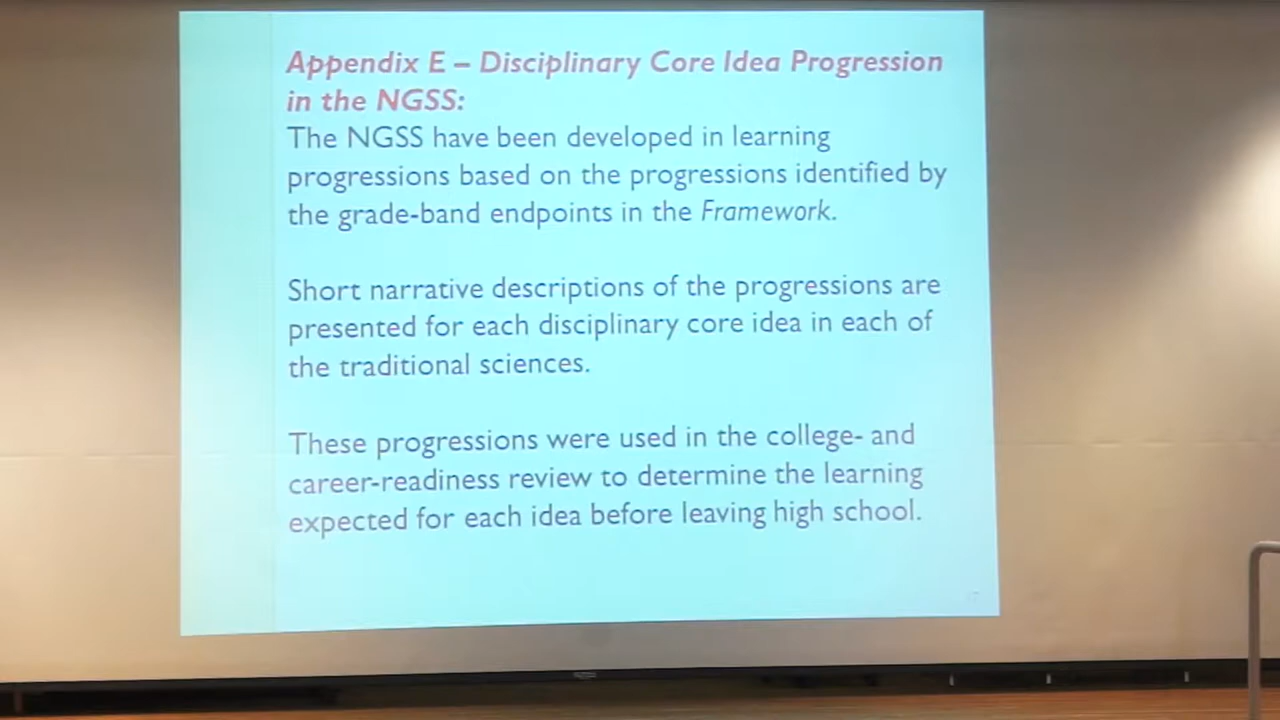 Appendix E – Disciplinary Core Idea Progression
in the NGSS:
The NGSS have been developed in learning
progressions based on the progressions identified by
the grade-band endpoints in the Framework.
Short narrative descriptions of the progressions are
presented for each disciplinary core idea in each of
the traditional sciences.
These progressions were used in the college- and
career-readiness review to determine the learning
expected for each idea before leaving high school.